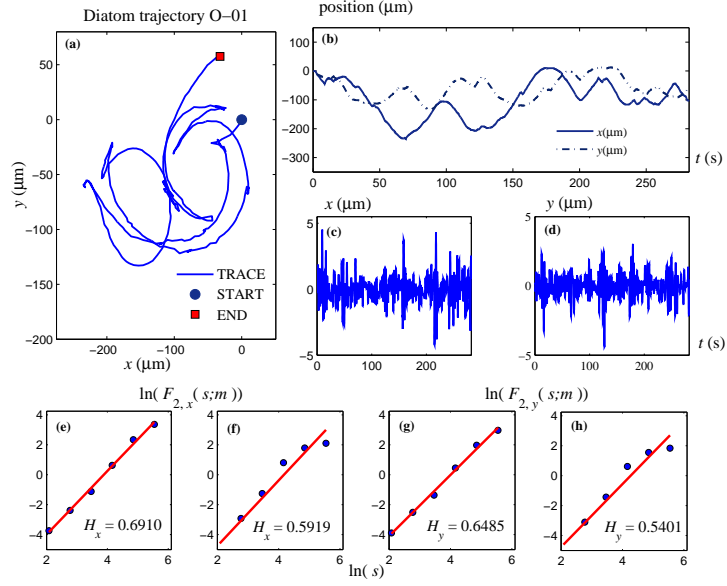 Diatom trajectory O−01
(a)
50
0
−50
−100
−150
−200
y (µm)
−200
−100
0
x (µm)
TRACE
START
END
position (µm)
(b)
100
0
−100
−200
−300
0
50
100
150
200
250
x(µm)
y(µm)
t (s)
x (µm)
(c)
5
0
−5
0
100
200
y (µm)
(d)
5
0
−5
0
100
200
t (s)
ln( F2, x ( s;m ))
ln( F2, y ( s;m ))
(e)
4
2
0
−2
−4
2
4
6
Hx = 0.6910
(f)
4
2
0
−2
−4
2
4
6
Hx = 0.5919
(g)
4
2
0
−2
−4
2
4
6
Hy = 0.6485
(h)
4
2
0
−2
−4
2
4
6
Hy = 0.5401
ln( s)